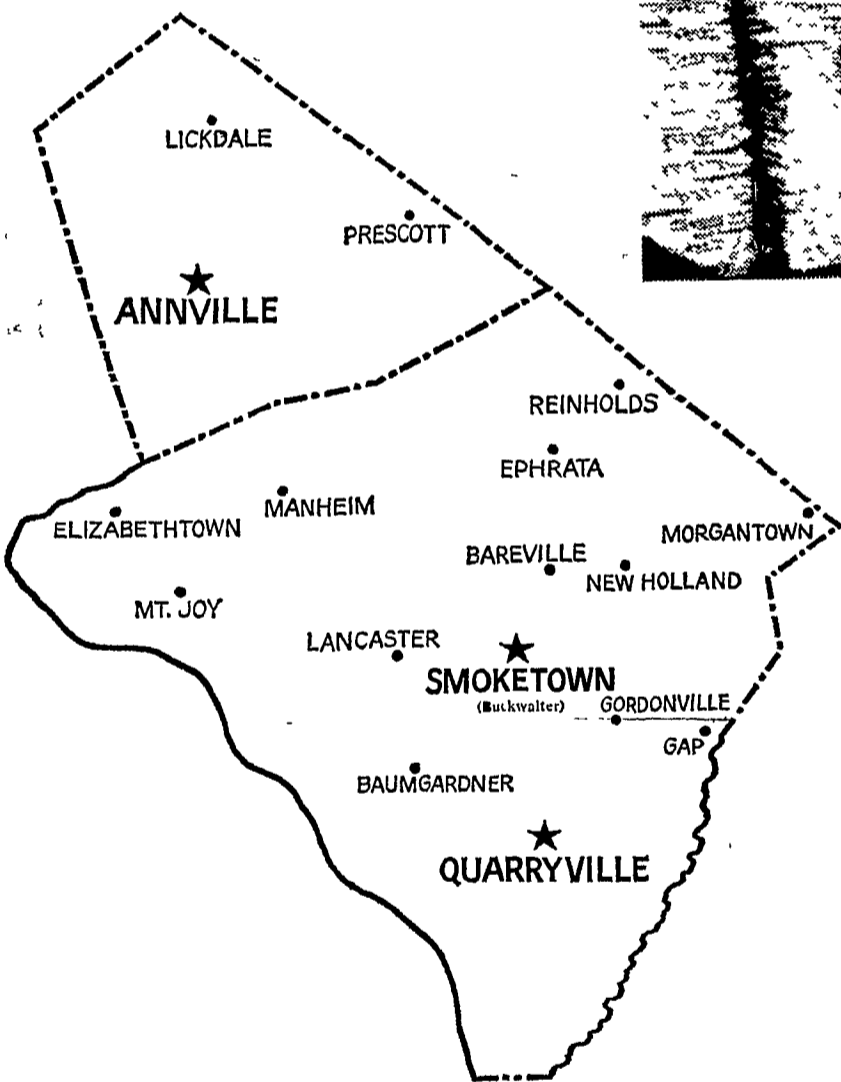 LICKDALE
PRESCOTT
ANNVILLE
REINHOLDS
EPHRATA
MANHEIM
ELIZABETHTOWN
MORGANTOWN
BAREVILLE
NEW HOLLAND
MT. JOY
LANCASTER
SMOKETOWN
(Buckwalter)
GORDONVILLE
GAP
BAUMGARDNER
QUARRYVILLE